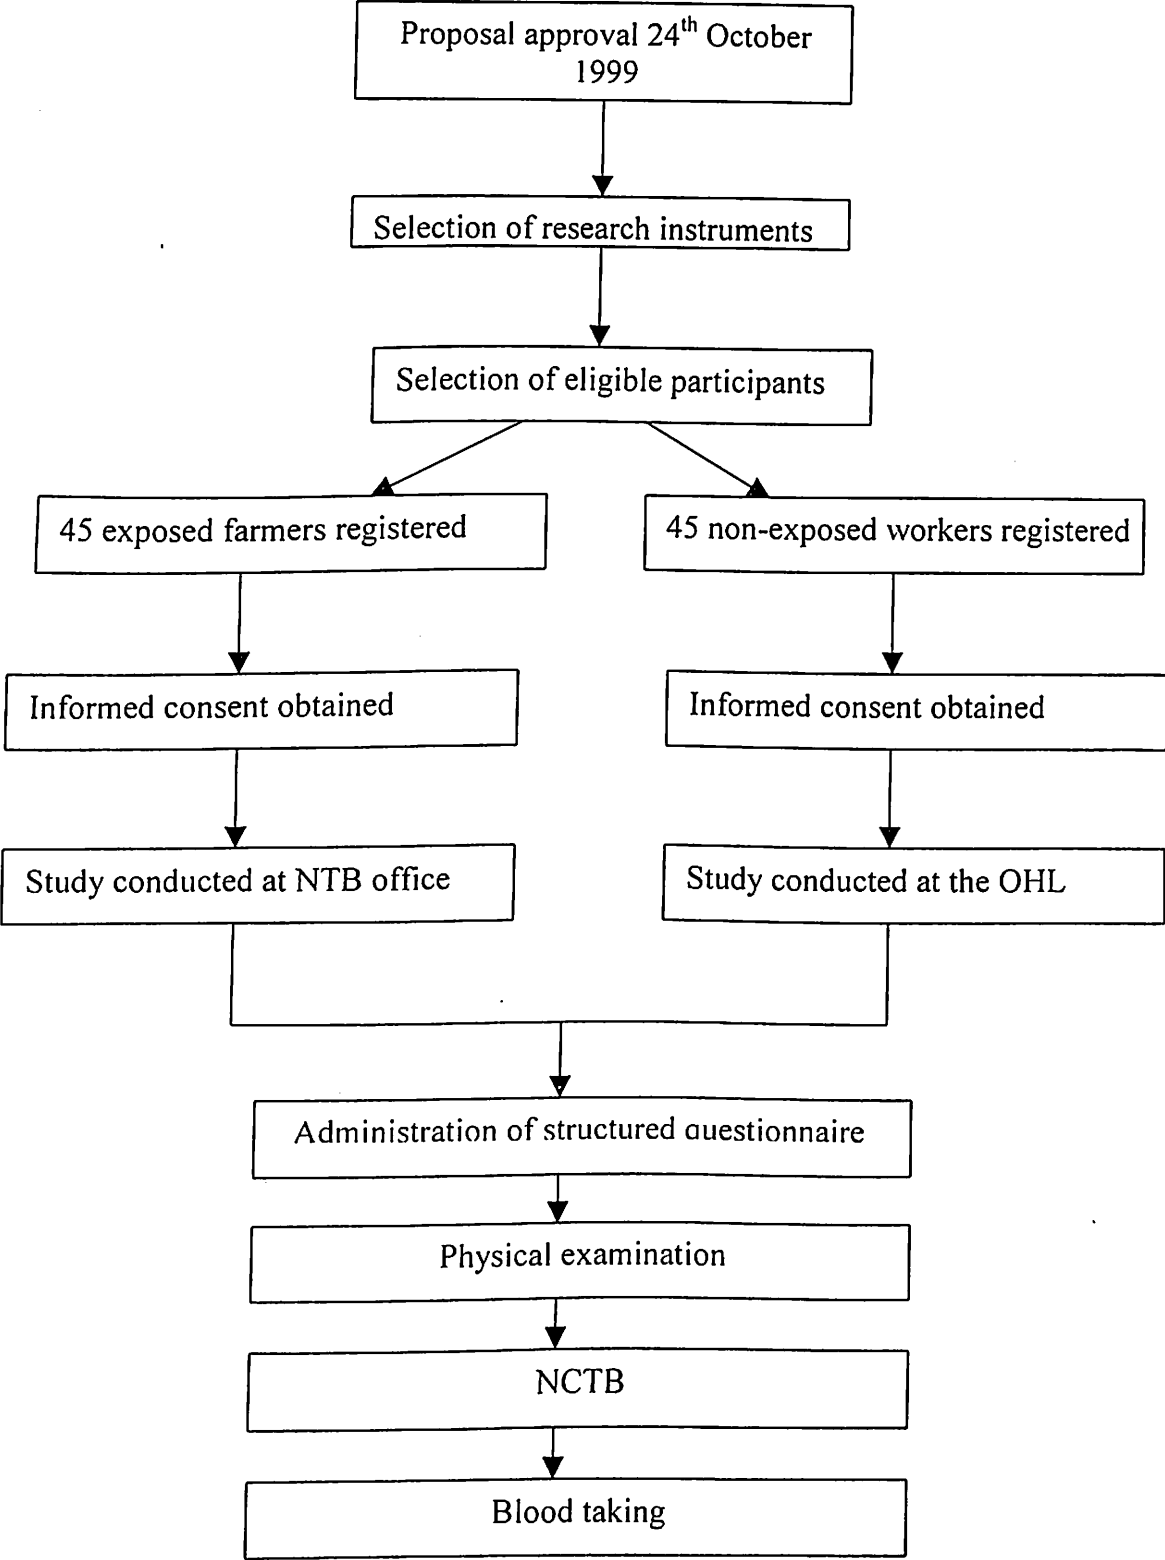 Proposal approval 24th October
1999
Selection of research instruments
Selection of eligible participants
45 exposed farmers registered
45 non-exposed workers registered
Informed consent obtained
Informed consent obtained
Study conducted at NTB office
Study conducted at the OHL
Administration of structured questionnaire
Physical examination
NCTB
Blood taking